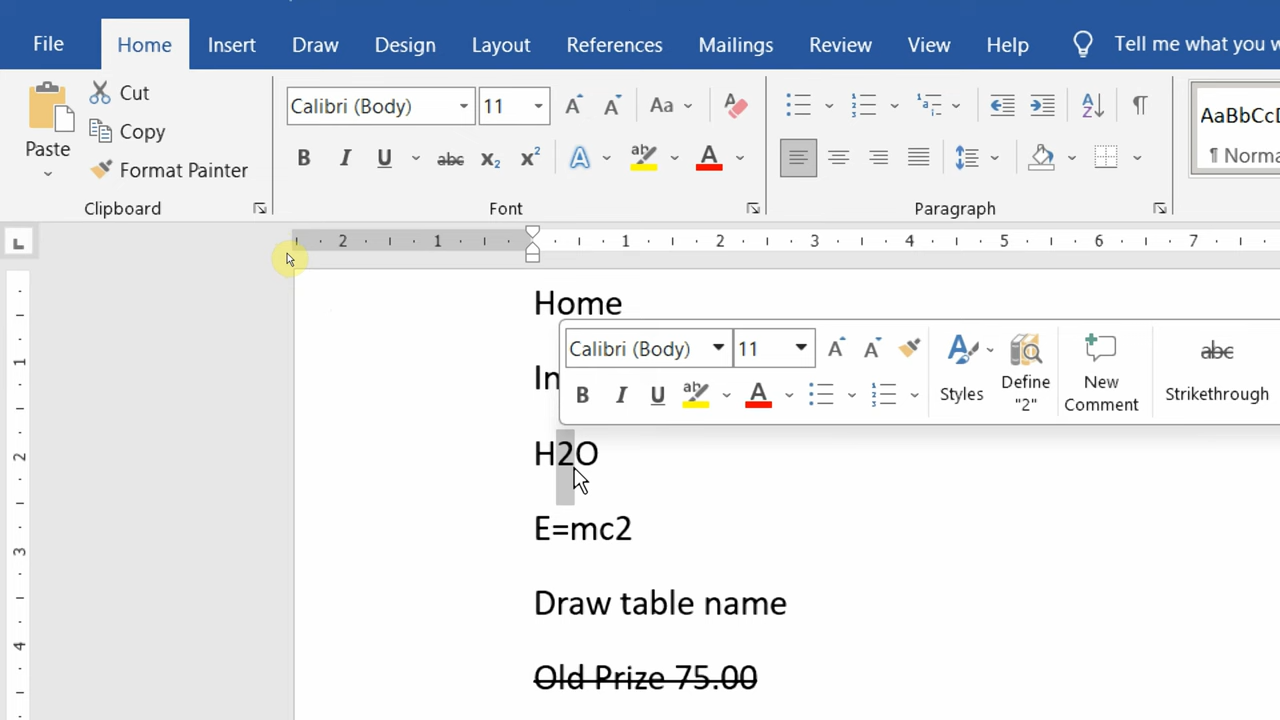 File Home Insert Draw Design Layout References Mailings Review View Help Tell me what you w
Cut
Copy
Paste
Format Painter
Calibri (Body) 11 Aa
B I U abc x2 x2 A ab A
AaBbCcD
¶ Norma
Clipboard Font Paragraph
2 1 1 2 3 4 5 6 7
1
2
3
4
Home
In
Calibri (Body) 11
B I U ab A
Styles
Define "2"
New Comment
abc
Strikethrough
H2O
E=mc2
Draw table name
Old Prize 75.00